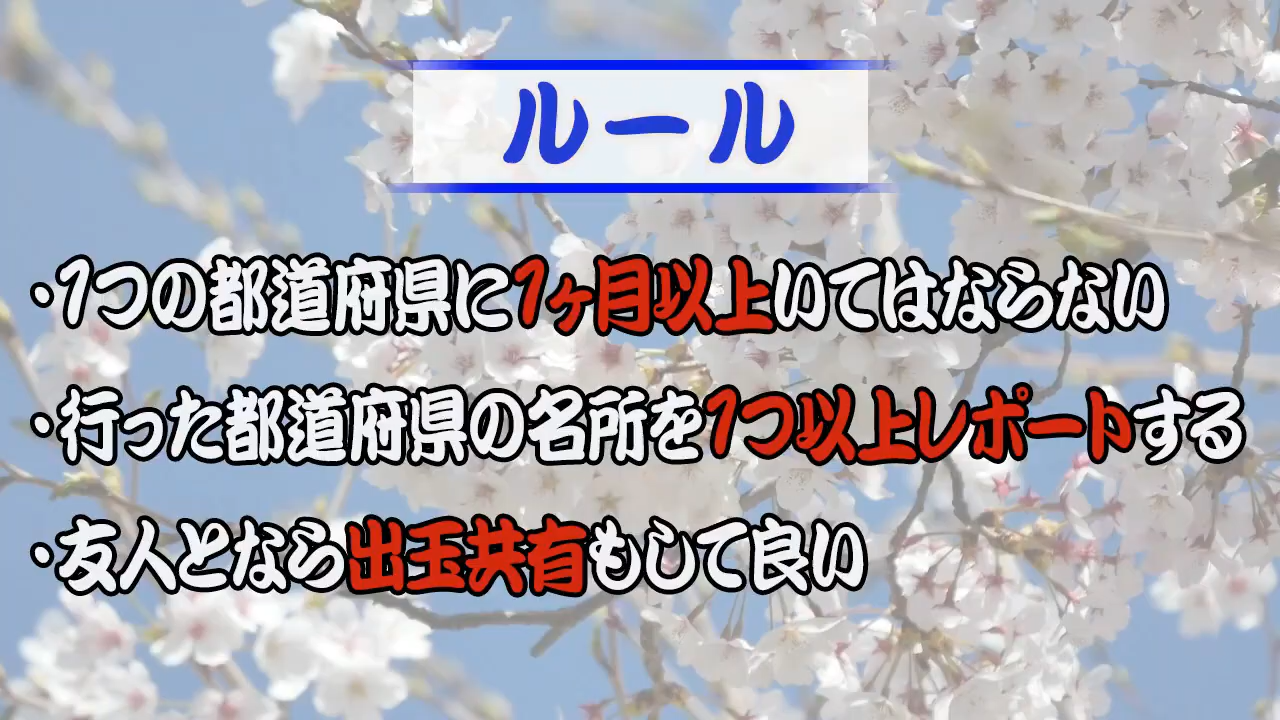 ルール
・1つの都道府県に1ヶ月以上いてはならない
・行った都道府県の名所を1つ以上レポートする
・友人となら出玉共有もして良い